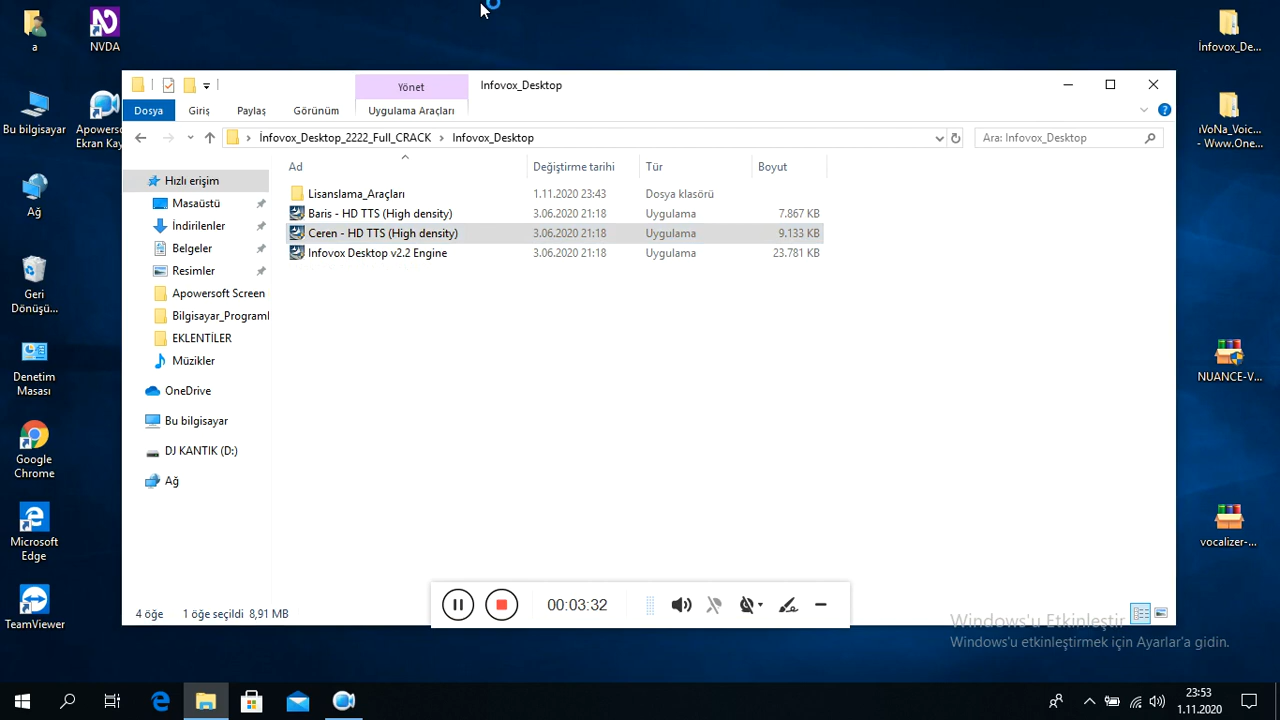 a
NVDA
Bu bilgisayar
Apowers
Ekran Kay
Ağ
Geri
Dönüşü...
Denetim
Masası
Google
Chrome
Microsoft
Edge
TeamViewer
Yönet
Infovox_Desktop
Dosya
Giriş
Paylaş
Görünüm
Uygulama Araçları
İnfovox_Desktop_2222_Full_CRACK
Infovox_Desktop
Ara: Infovox_Desktop
Hızlı erişim
Masaüstü
İndirilenler
Belgeler
Resimler
Apowersoft Screen
Bilgisayar_Programl
EKLENTİLER
Müzikler
OneDrive
Bu bilgisayar
DJ KANTIK (D:)
Ağ
Ad Değiştirme tarihi Tür Boyut
Lisanslama_Araçları 1.11.2020 23:43 Dosya klasörü
Baris - HD TTS (High density) 3.06.2020 21:18 Uygulama 7.867 KB
Ceren - HD TTS (High density) 3.06.2020 21:18 Uygulama 9.133 KB
Infovox Desktop v2.2 Engine 3.06.2020 21:18 Uygulama 23.781 KB
4 öğe 1 öğe seçildi 8,91 MB
00:03:32
İnfovox_De...
- Www.One...
NUANCE-V...
vocalizer-...
Windows'u Etkinleştir
Windows'u etkinleştirmek için Ayarlar'a gidin.
23:53
1.11.2020